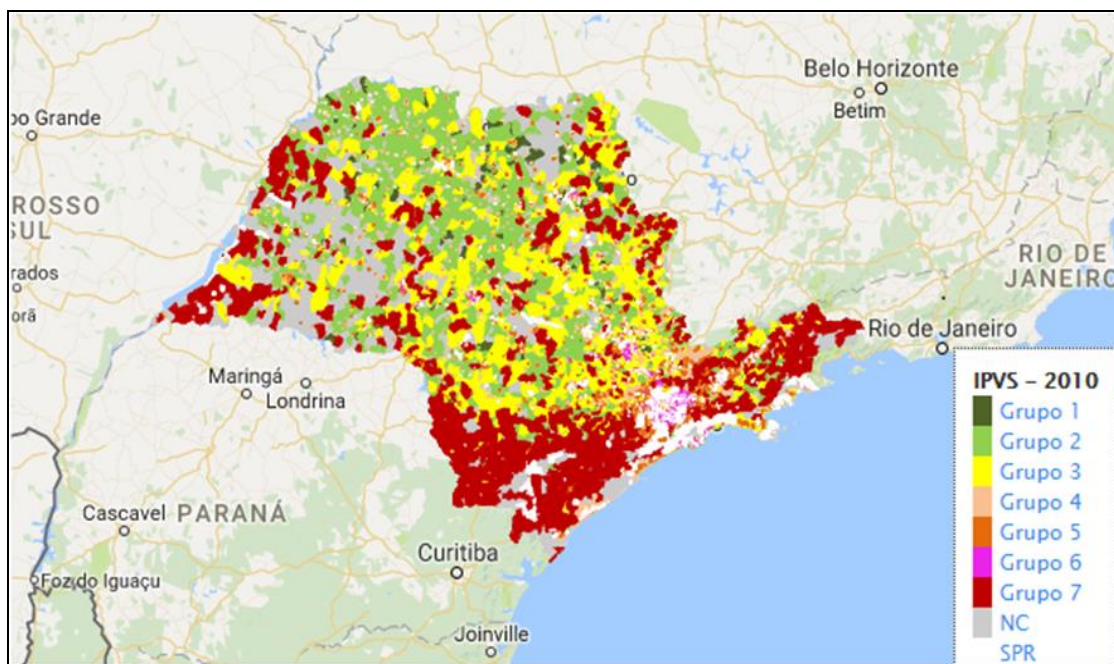 Belo Horizonte
Betim
po Grande
ROSSO
SUL
rados
orã
RIO DE
JANEIRO
Rio de Janeiro
Maringá
Londrina
Cascavel
PARANÁ
Curitiba
Foz do Iguaçu
Joinville
IPVS – 2010
Grupo 1
Grupo 2
Grupo 3
Grupo 4
Grupo 5
Grupo 6
Grupo 7
NC
SPR